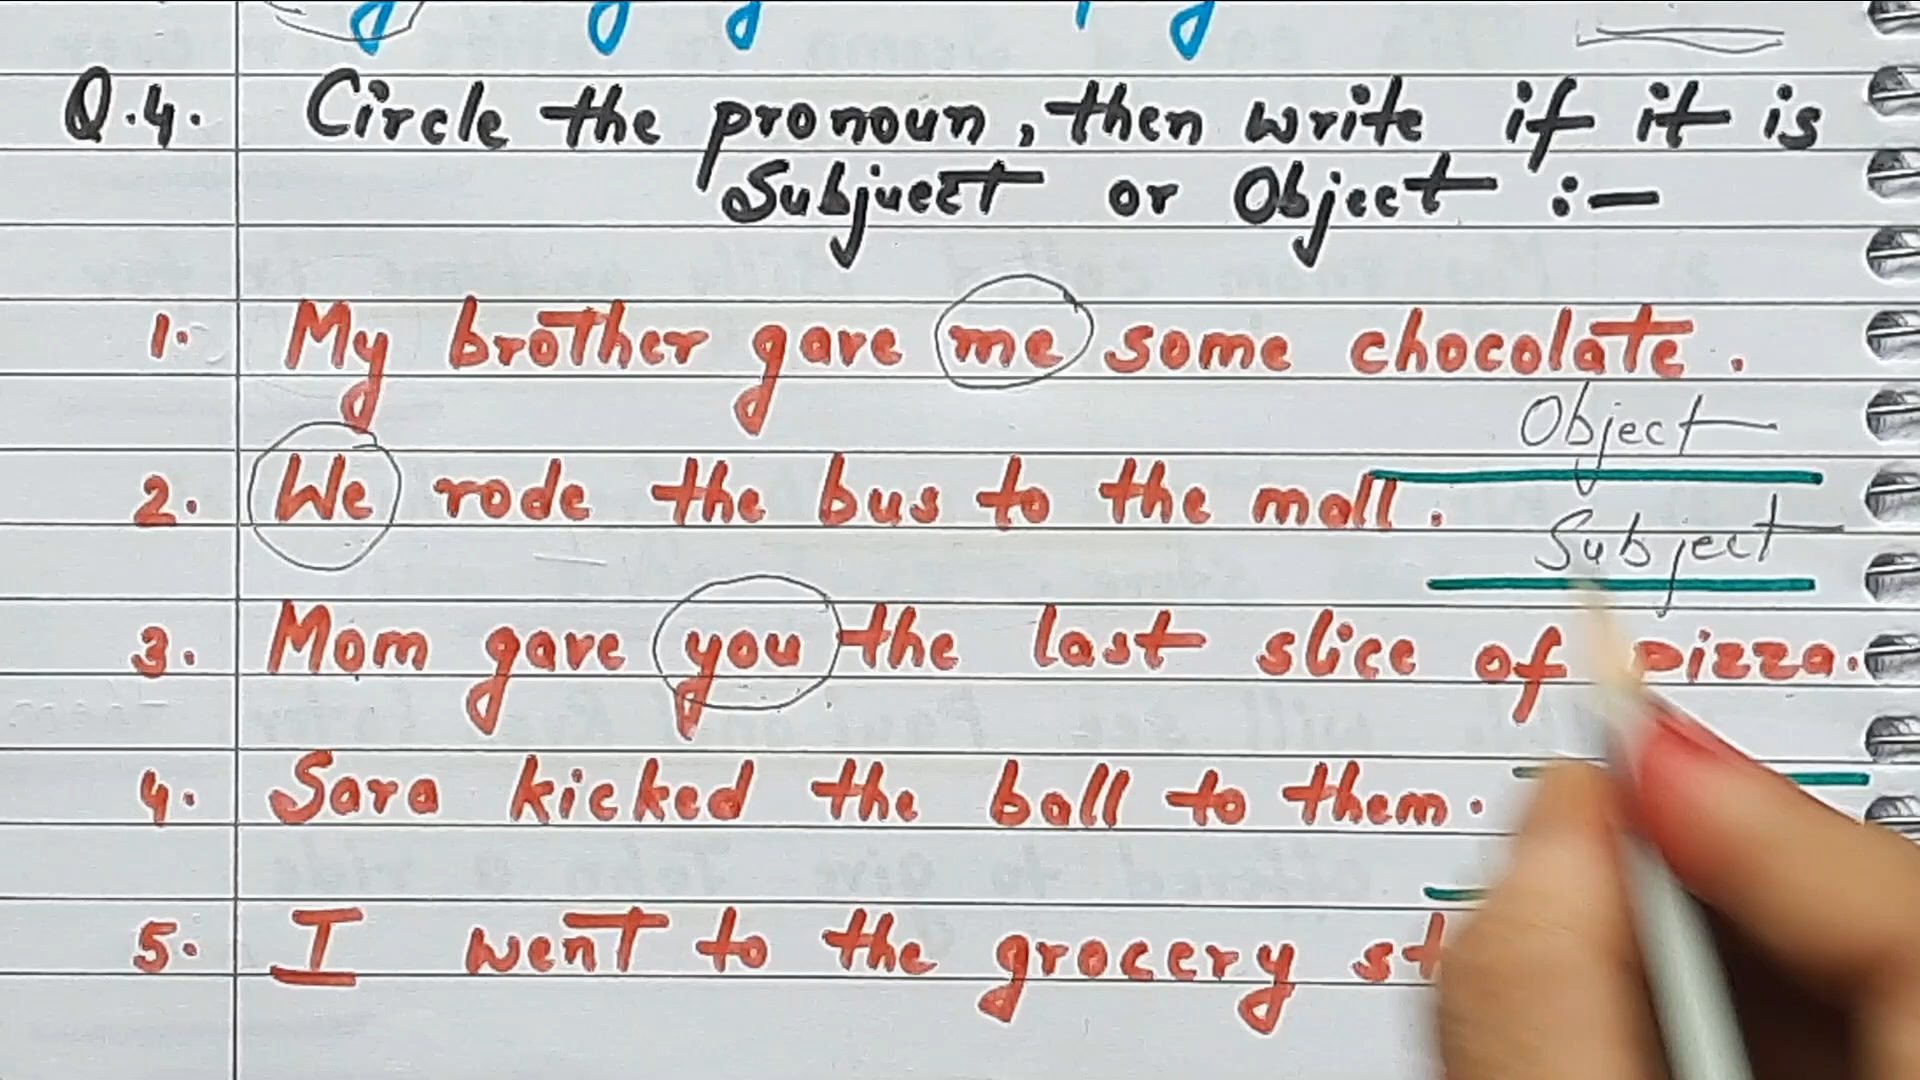 Q.4. Circle the pronoun, then write if it is
Subjuect or Object :-
1. My brother gave me some chocolate.
Object
2. We rode the bus to the mall.
Subject
3. Mom gave you the last slice of pizza.
4. Sara kicked the ball to them.
5. I went to the grocery st